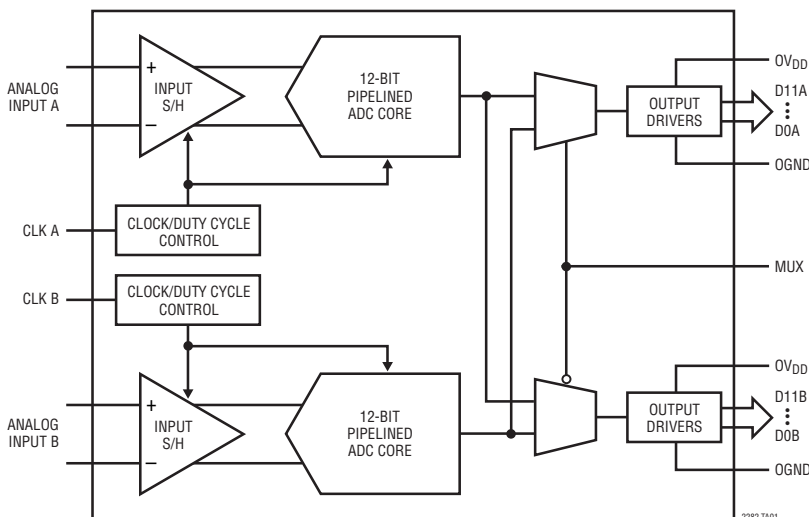 ANALOG
INPUT A
+
−
INPUT
S/H
12-BIT
PIPELINED
ADC CORE
OUTPUT
DRIVERS
OVDD
D11A
D0A
OGND
CLK A
CLOCK/DUTY CYCLE
CONTROL
MUX
CLK B
CLOCK/DUTY CYCLE
CONTROL
ANALOG
INPUT B
+
−
INPUT
S/H
12-BIT
PIPELINED
ADC CORE
OUTPUT
DRIVERS
OVDD
D11B
D0B
OGND